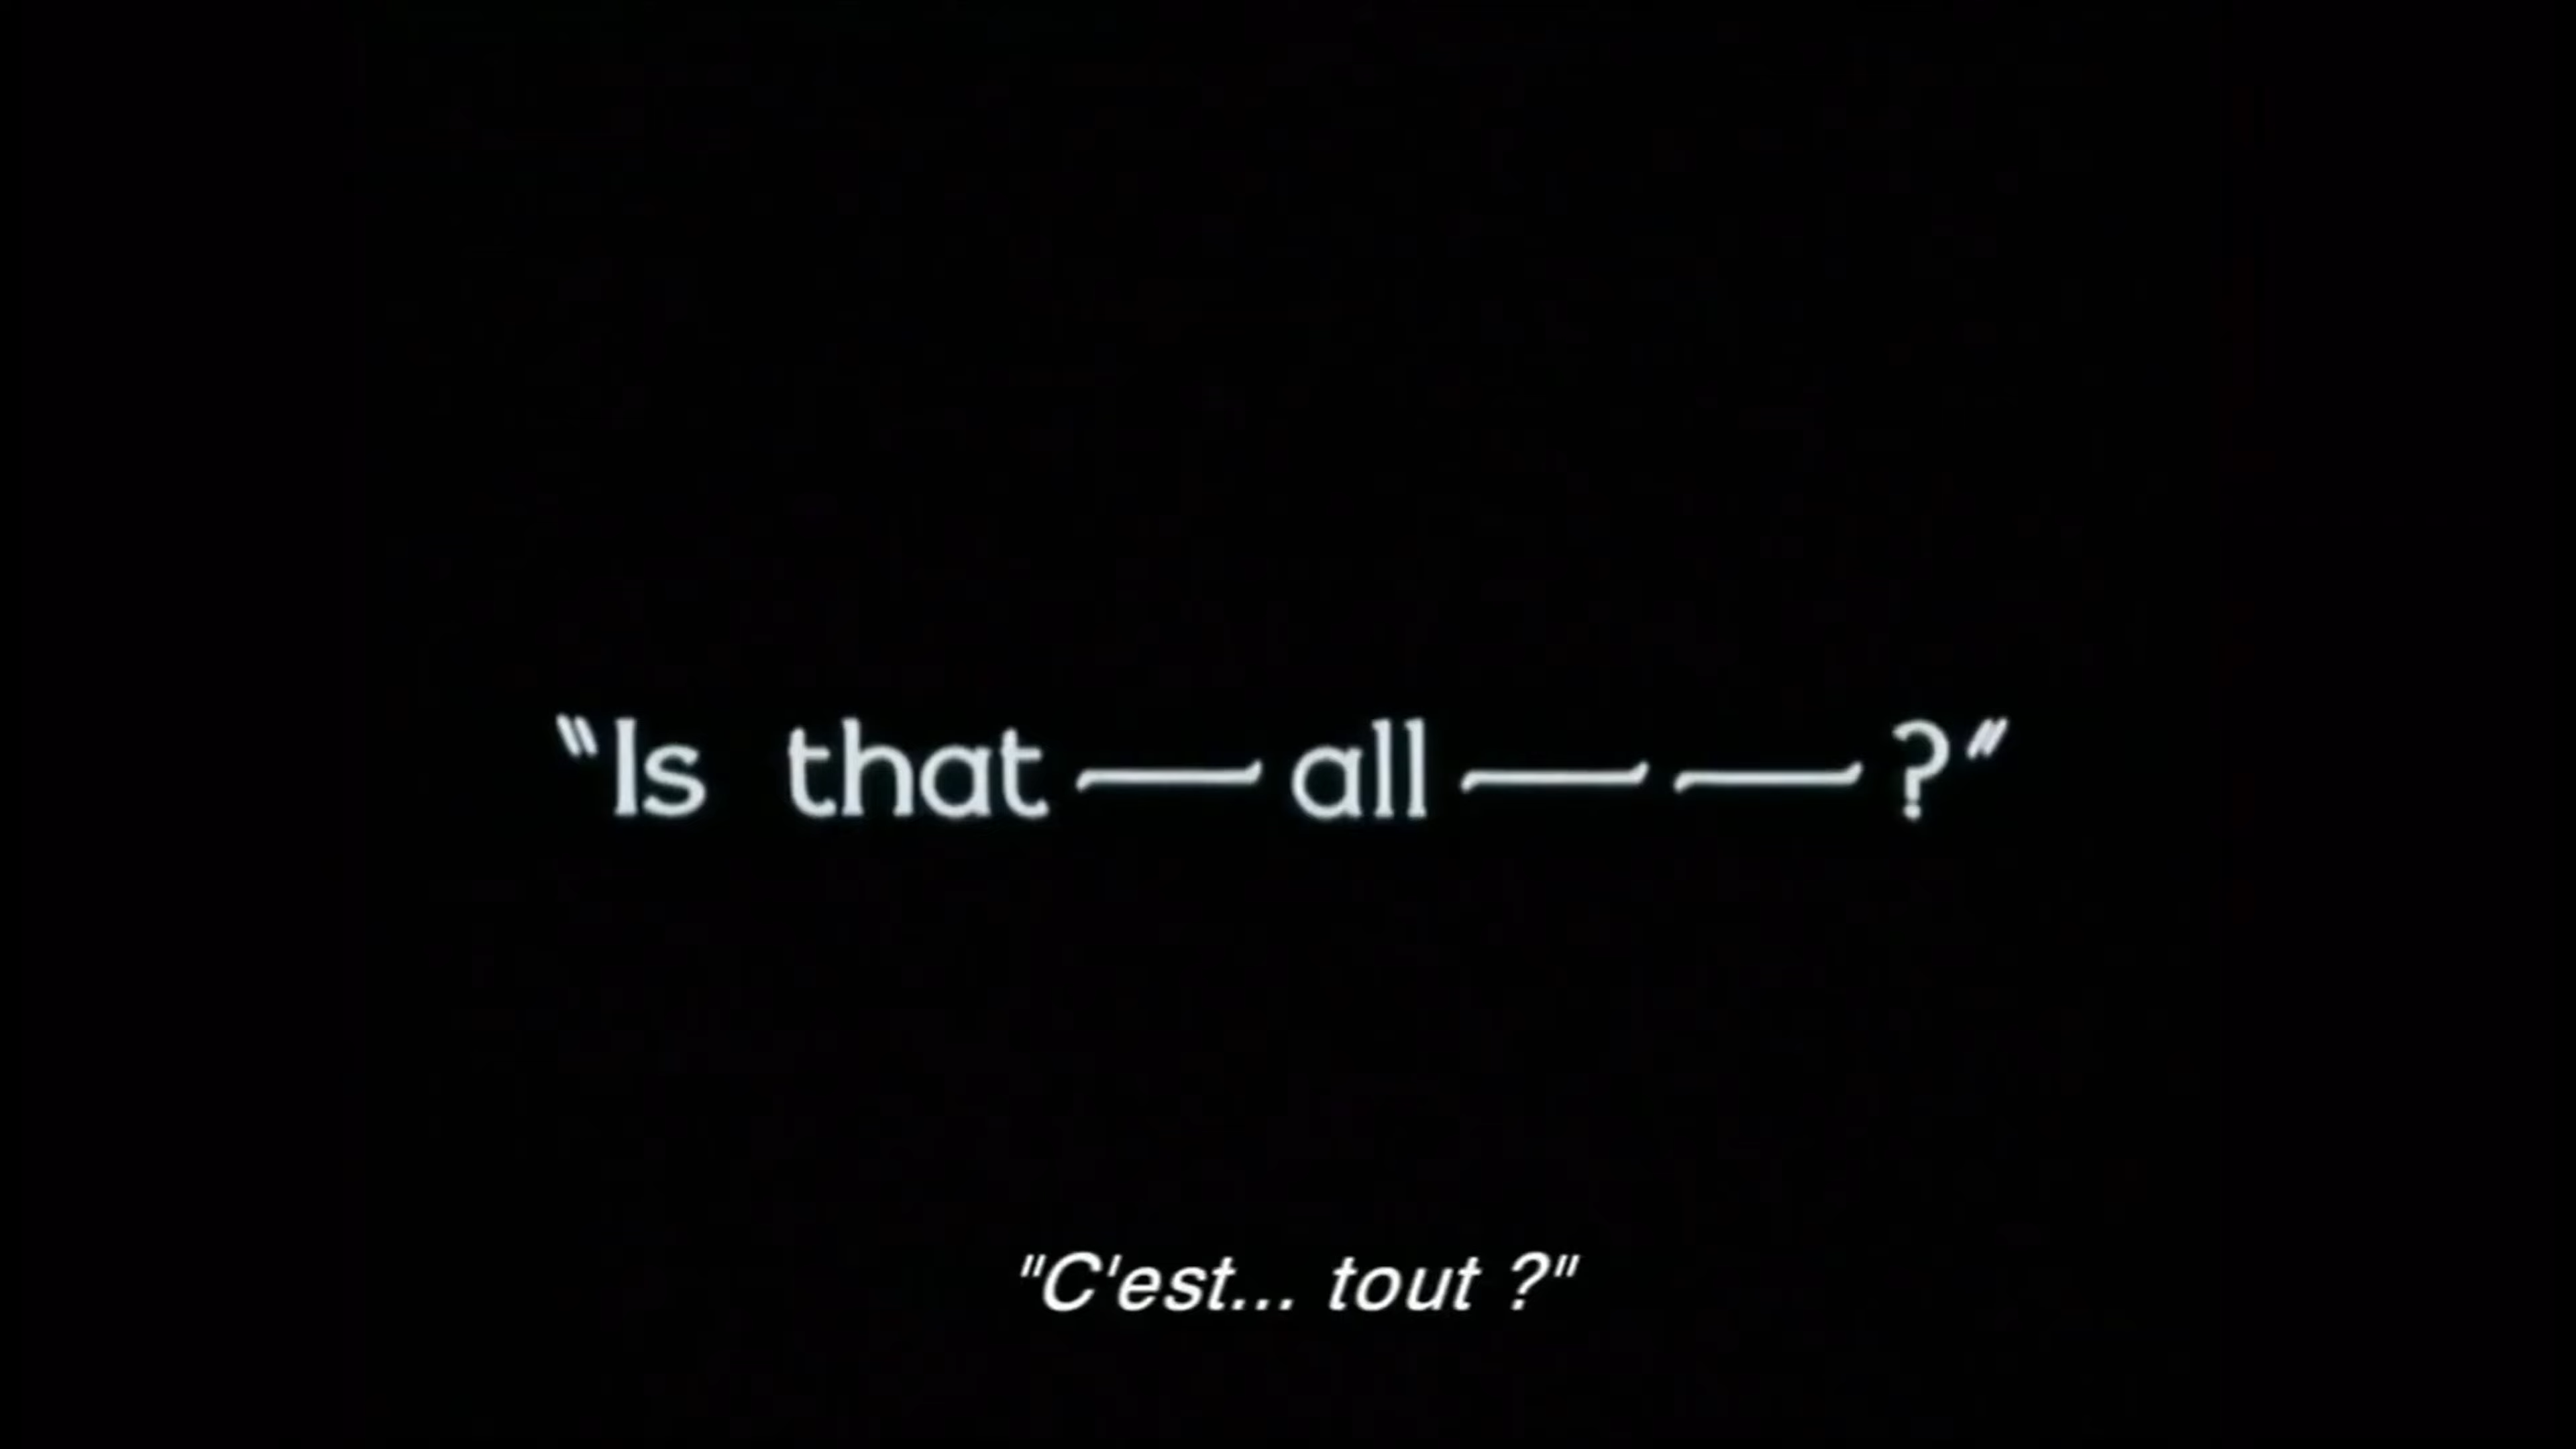 "Is that — all — — ?"
"C'est... tout ?"